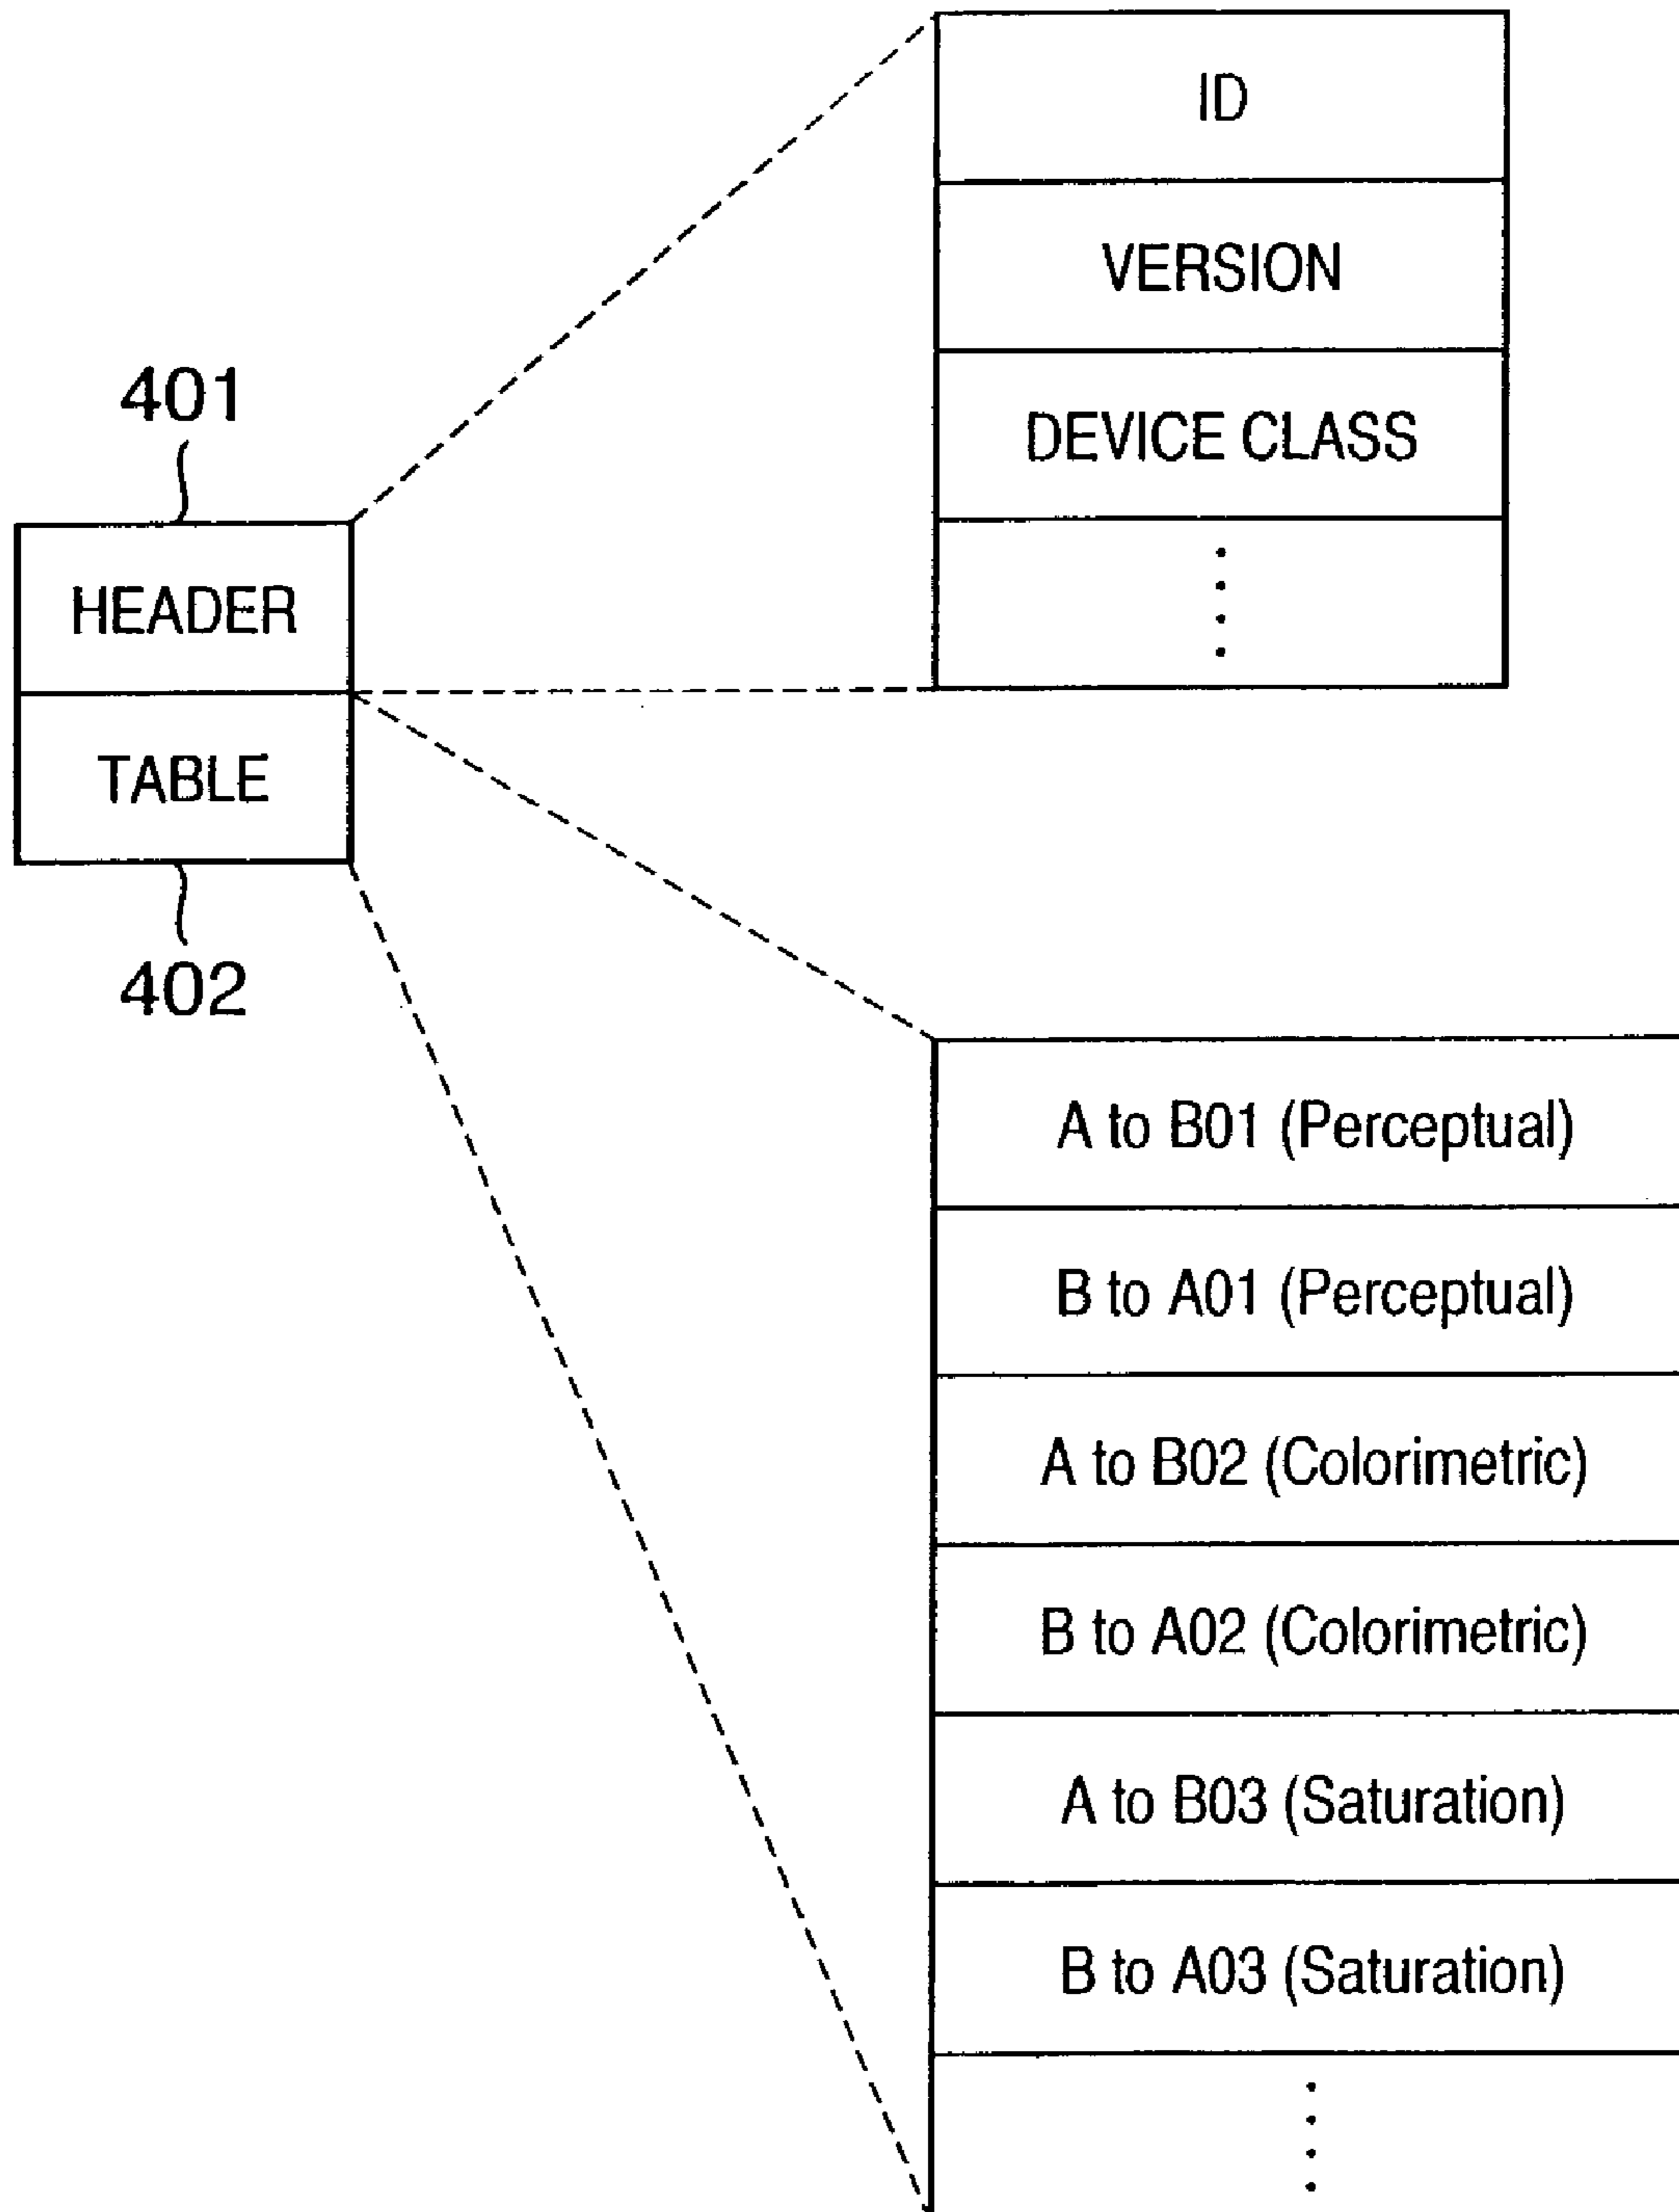 ID
VERSION
DEVICE CLASS
401
HEADER
TABLE
402
A to B01 (Perceptual)
B to A01 (Perceptual)
A to B02 (Colorimetric)
B to A02 (Colorimetric)
A to B03 (Saturation)
B to A03 (Saturation)